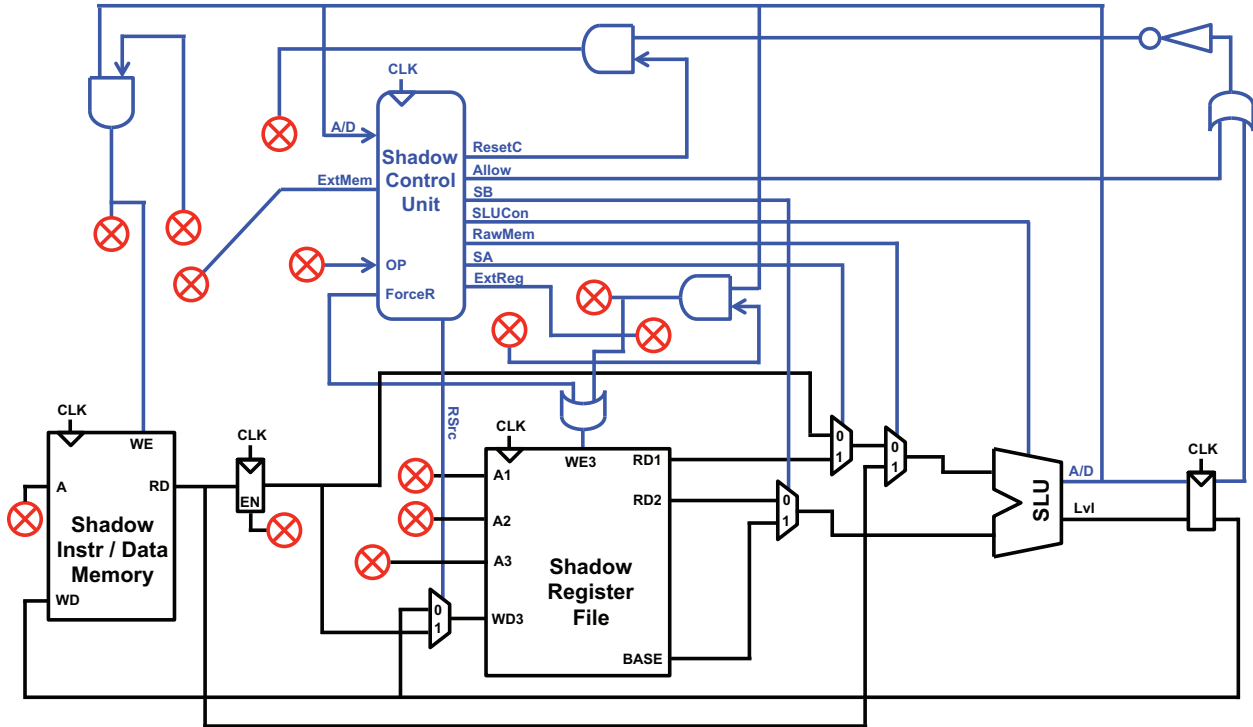 CLK
A/D
Shadow
Control
Unit
ResetC
Allow
SB
SLUCon
RawMem
SA
ExtReg
ExtMem
OP
ForceR
RSrc
CLK
WE
A
RD
Shadow
Instr / Data
Memory
WD
CLK
EN
CLK
WE3
A1
A2
A3
WD3
RD1
RD2
Shadow
Register
File
BASE
0
1
0
1
0
1
0
1
SLU
A/D
Lvl
CLK